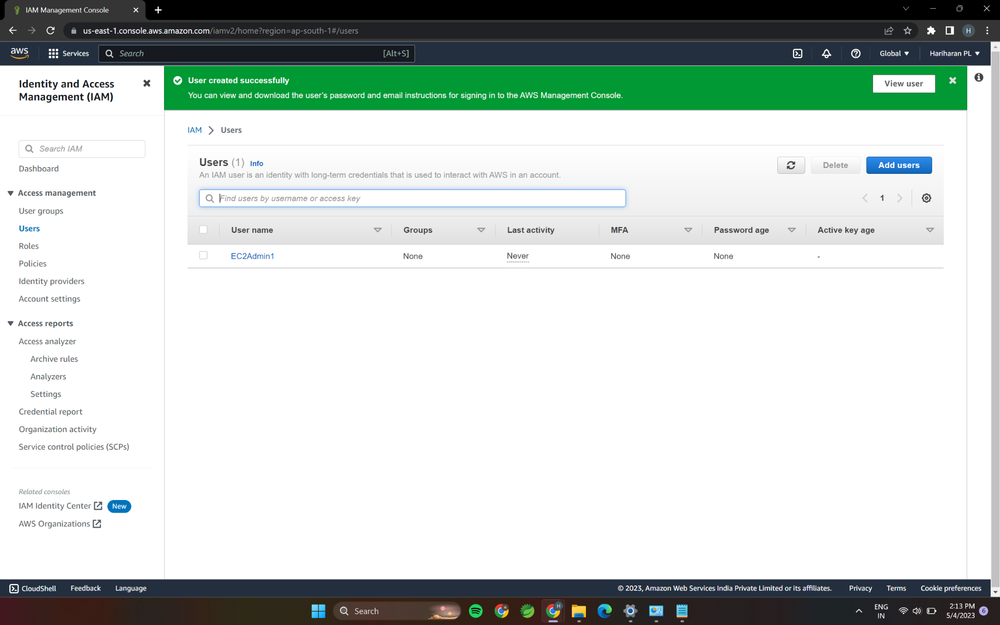 IAM Management Console
us-east-1.console.aws.amazon.com/iamv2/home?region=ap-south-1#/users
H
aws
Services
Search
[Alt+S]
Global
Hariharan PL
Identity and Access
Management (IAM)
User created successfully
You can view and download the user's password and email instructions for signing in to the AWS Management Console.
View user
Search IAM
Dashboard
Access management
User groups
Users
Roles
Policies
Identity providers
Account settings
Access reports
Access analyzer
Archive rules
Analyzers
Settings
Credential report
Organization activity
Service control policies (SCPs)
Related consoles
IAM Identity Center New
AWS Organizations
IAM > Users
Users (1) Info
An IAM user is an identity with long-term credentials that is used to interact with AWS in an account.
Delete
Add users
Find users by username or access key
1
User name Groups Last activity MFA Password age Active key age
EC2Admin1 None Never None None -
CloudShell Feedback Language
© 2023, Amazon Web Services India Private Limited or its affiliates. Privacy Terms Cookie preferences
Search
H
H
ENG
IN
2:13 PM
5/4/2023
6